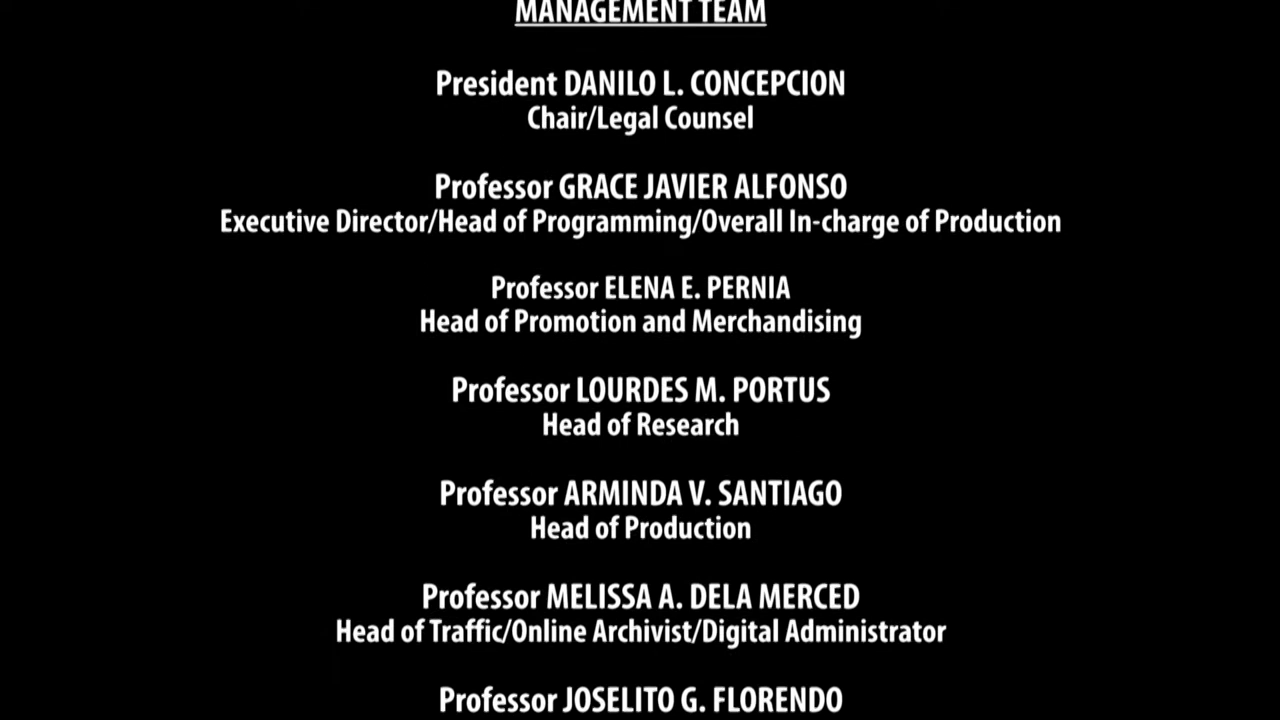 MANAGEMENT TEAM
President DANILO L. CONCEPCION
Chair/Legal Counsel
Professor GRACE JAVIER ALFONSO
Executive Director/Head of Programming/Overall In-charge of Production
Professor ELENA E. PERNIA
Head of Promotion and Merchandising
Professor LOURDES M. PORTUS
Head of Research
Professor ARMINDA V. SANTIAGO
Head of Production
Professor MELISSA A. DELA MERCED
Head of Traffic/Online Archivist/Digital Administrator
Professor JOSELITO G. FLORENDO